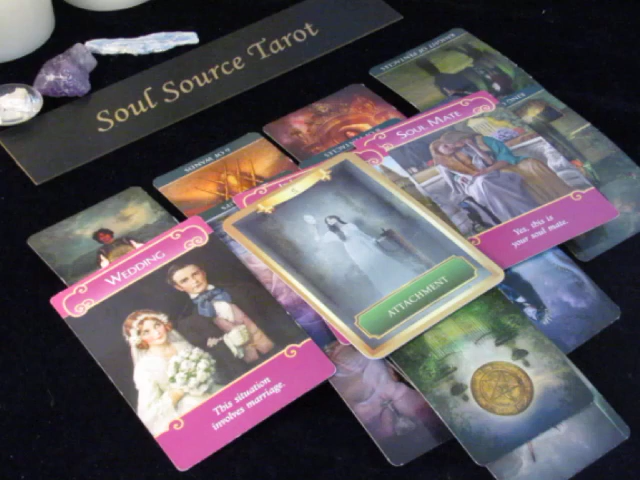 Soul Source Tarot
SOUL MATE
Yes, this is
your soul mate.
ATTACHMENT
WEDDING
This situation
involves marriage.